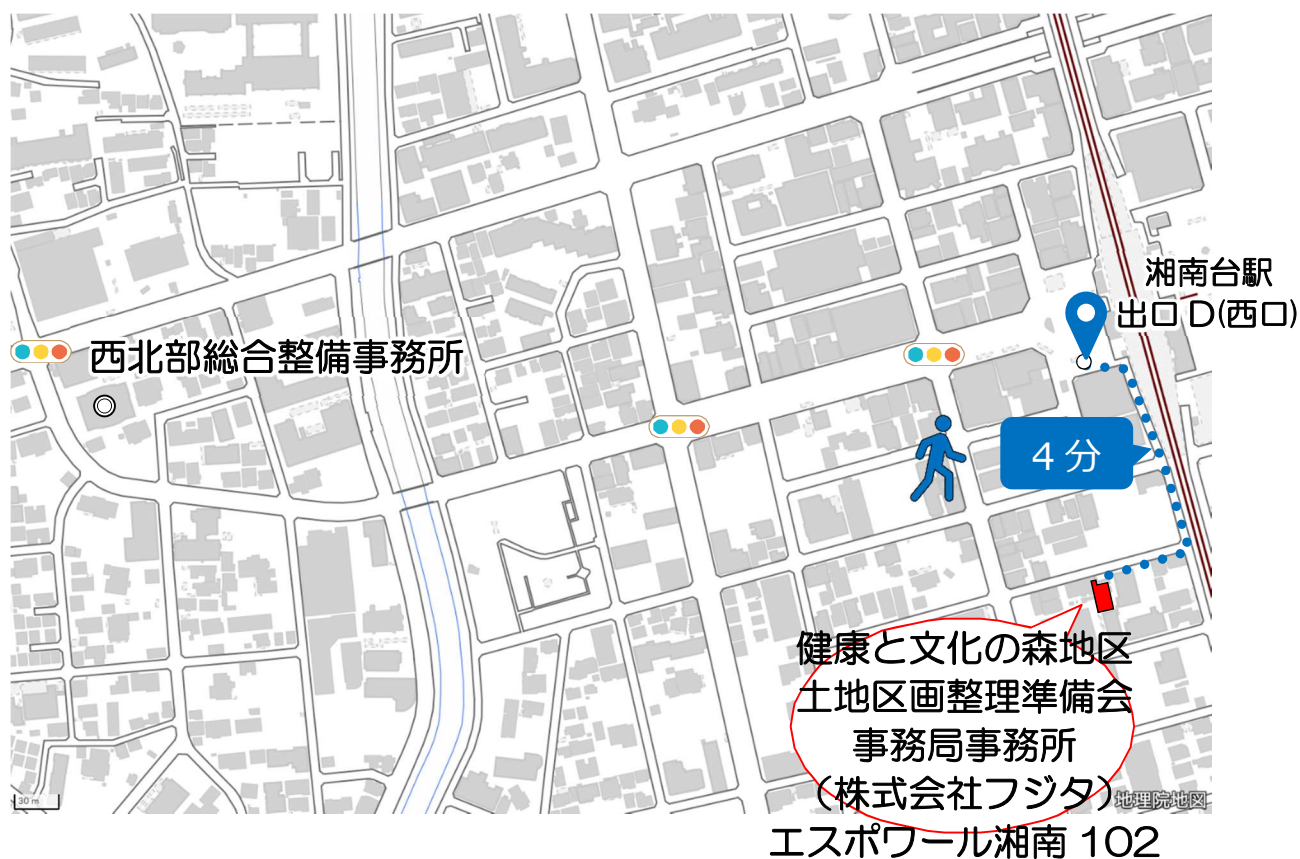 湘南台駅
出口 D(西口)
西北部総合整備事務所
4分
健康と文化の森地区
土地区画整理準備会
事務局事務所
(株式会社フジタ)
エスポワール湘南 102
30 m
地理院地図